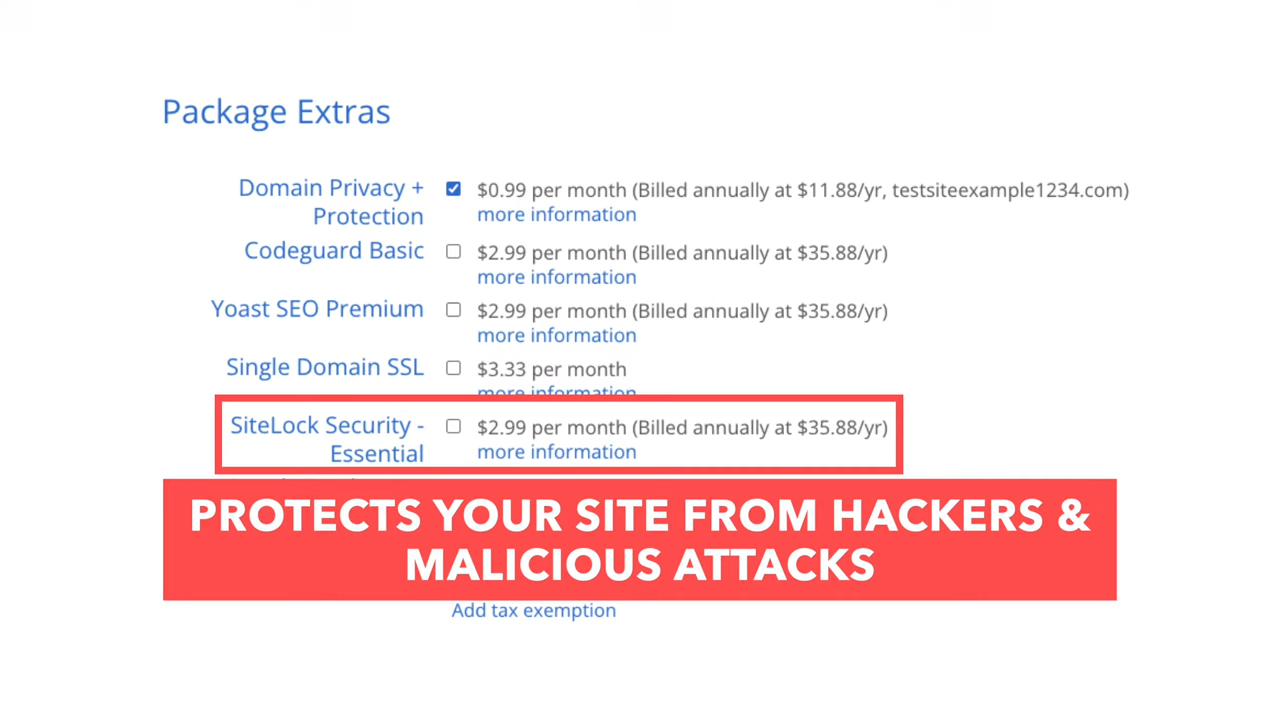 Package Extras
Domain Privacy + Protection
$0.99 per month (Billed annually at $11.88/yr, testsiteexample1234.com)
more information
Codeguard Basic
$2.99 per month (Billed annually at $35.88/yr)
more information
Yoast SEO Premium
$2.99 per month (Billed annually at $35.88/yr)
more information
Single Domain SSL
$3.33 per month
more information
SiteLock Security - Essential
$2.99 per month (Billed annually at $35.88/yr)
more information
PROTECTS YOUR SITE FROM HACKERS &
MALICIOUS ATTACKS
Add tax exemption